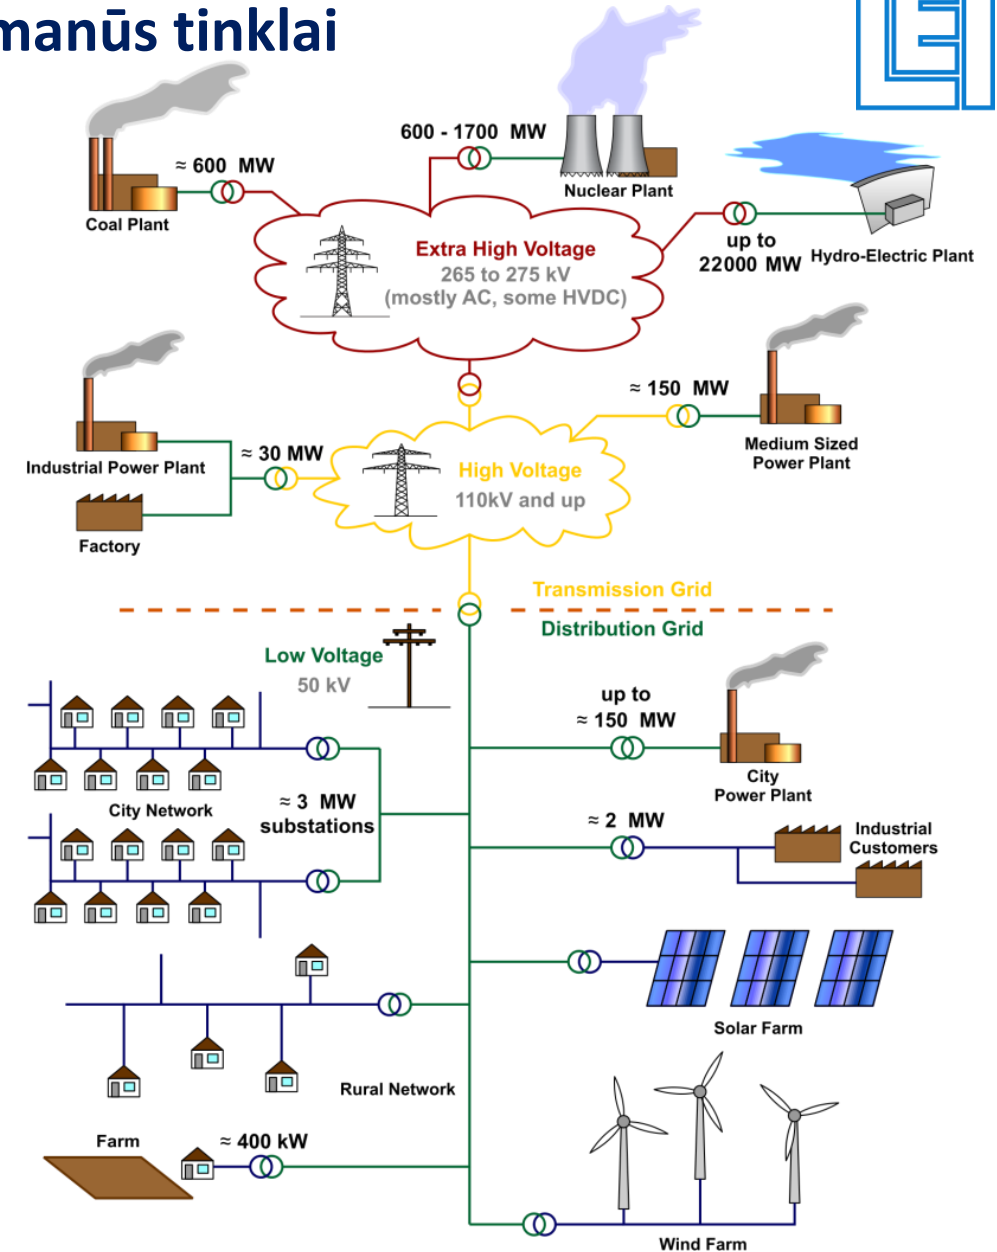 manūs tinklai
LEI
600 - 1700 MW
≈ 600 MW
Nuclear Plant
Coal Plant
up to
22000 MW
Hydro-Electric Plant
Extra High Voltage
265 to 275 kV
(mostly AC, some HVDC)
≈ 150 MW
Medium Sized
Power Plant
≈ 30 MW
Industrial Power Plant
Factory
High Voltage
110kV and up
Transmission Grid
Distribution Grid
Low Voltage
50 kV
up to
≈ 150 MW
City
Power Plant
≈ 3 MW
substations
City Network
≈ 2 MW
Industrial
Customers
Solar Farm
Rural Network
Farm
≈ 400 kW
Wind Farm